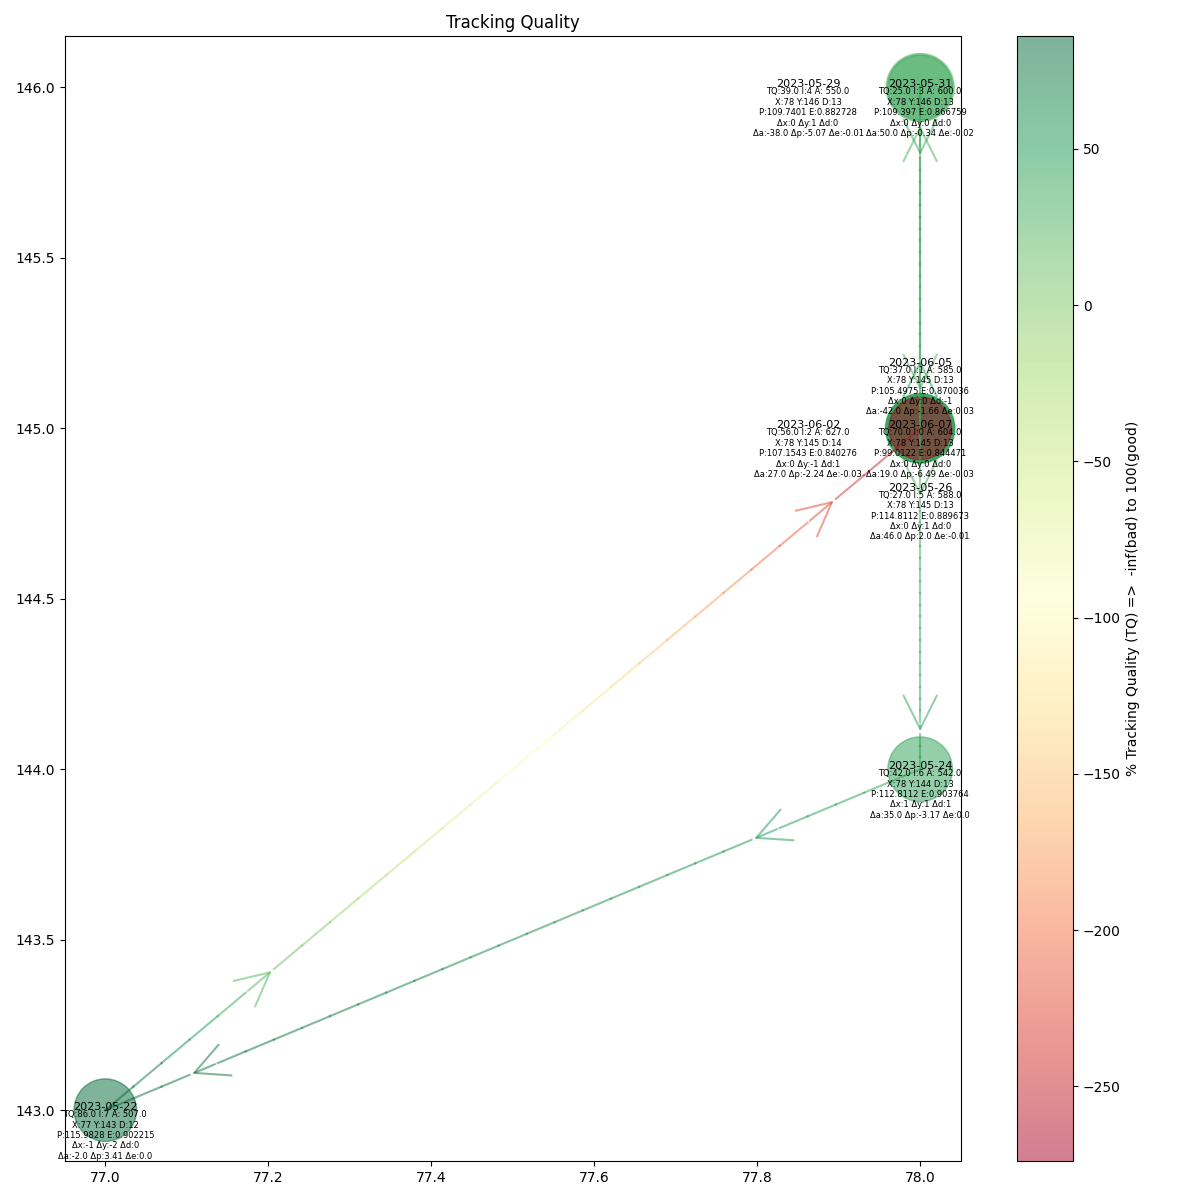 Tracking Quality
146.0
145.5
145.0
144.5
144.0
143.5
143.0
77.0
77.2
77.4
77.6
77.8
78.0
2023-05-29
TQ:39.0 I:4 A: 550.0
X:78 Y:146 D:13
P:109.7401 E:0.882728
Δx:0 Δy:1 Δd:0
Δa:-38.0 Δp:-5.07 Δe:-0.01
2023-05-31
TQ:25.0 I:3 A: 600.0
X:78 Y:146 D:13
P:109.397 E:0.866759
Δx:0 Δy:0 Δd:0
Δa:50.0 Δp:-0.34 Δe:-0.02
2023-06-05
TQ:37.0 I:1 A: 585.0
X:78 Y:145 D:13
P:105.4975 E:0.870036
Δx:0 Δy:0 Δd:-1
Δa:-42.0 Δp:-1.66 Δe:0.03
2023-06-02
TQ:56.0 I:2 A: 627.0
X:78 Y:145 D:14
P:107.1543 E:0.840276
Δx:0 Δy:-1 Δd:1
Δa:27.0 Δp:-2.24 Δe:-0.03
2023-06-07
TQ:70.0 I:0 A: 604.0
X:78 Y:145 D:13
P:99.0122 E:0.844471
Δx:0 Δy:0 Δd:0
Δa:19.0 Δp:-6.49 Δe:-0.03
2023-05-26
TQ:27.0 I:5 A: 588.0
X:78 Y:145 D:13
P:114.8112 E:0.889673
Δx:0 Δy:1 Δd:0
Δa:46.0 Δp:2.0 Δe:-0.01
2023-05-24
TQ:42.0 I:6 A: 542.0
X:78 Y:144 D:13
P:112.8112 E:0.903764
Δx:1 Δy:1 Δd:1
Δa:35.0 Δp:-3.17 Δe:0.0
2023-05-22
TQ:86.0 I:7 A: 507.0
X:77 Y:143 D:12
P:115.9828 E:0.902215
Δx:-1 Δy:-2 Δd:0
Δa:-2.0 Δp:3.41 Δe:0.0
50
0
−50
−100
−150
−200
−250
% Tracking Quality (TQ) => -inf(bad) to 100(good)